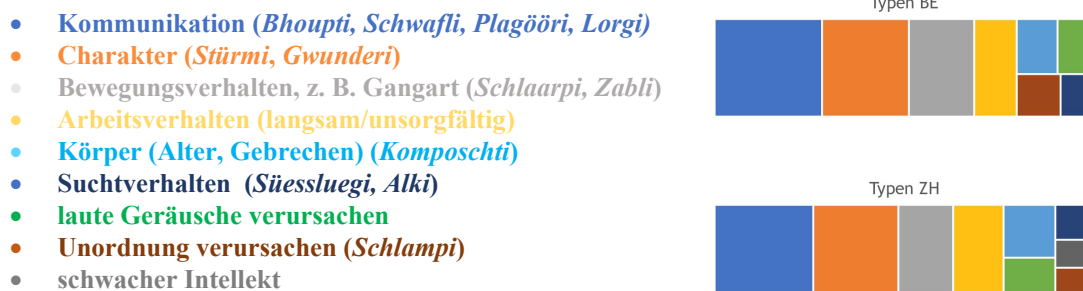 Typen BE
Kommunikation (Bhoupti, Schwafli, Plagööri, Lorgi)
Charakter (Stürmi, Gwunderi)
Bewegungsverhalten, z. B. Gangart (Schlaarpi, Zabli)
Arbeitsverhalten (langsam/unsorgfältig)
Körper (Alter, Gebrechen) (Komposchti)
Suchtverhalten (Süessluegi, Alki)
laute Geräusche verursachen
Unordnung verursachen (Schlampi)
schwacher Intellekt
Typen ZH